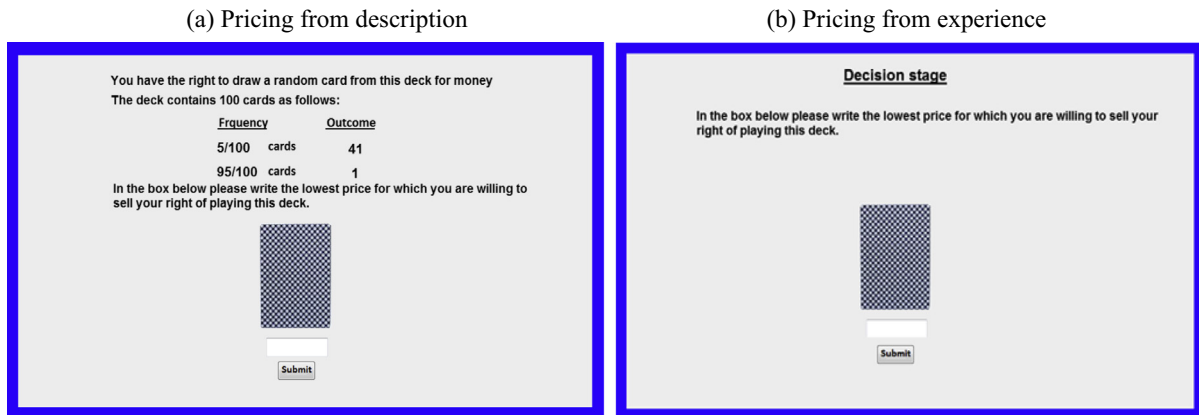 (a) Pricing from description
You have the right to draw a random card from this deck for money
The deck contains 100 cards as follows:
Frquency Outcome
5/100 cards 41
95/100 cards 1
In the box below please write the lowest price for which you are willing to
sell your right of playing this deck.
Submit
(b) Pricing from experience
Decision stage
In the box below please write the lowest price for which you are willing to sell your
right of playing this deck.
Submit